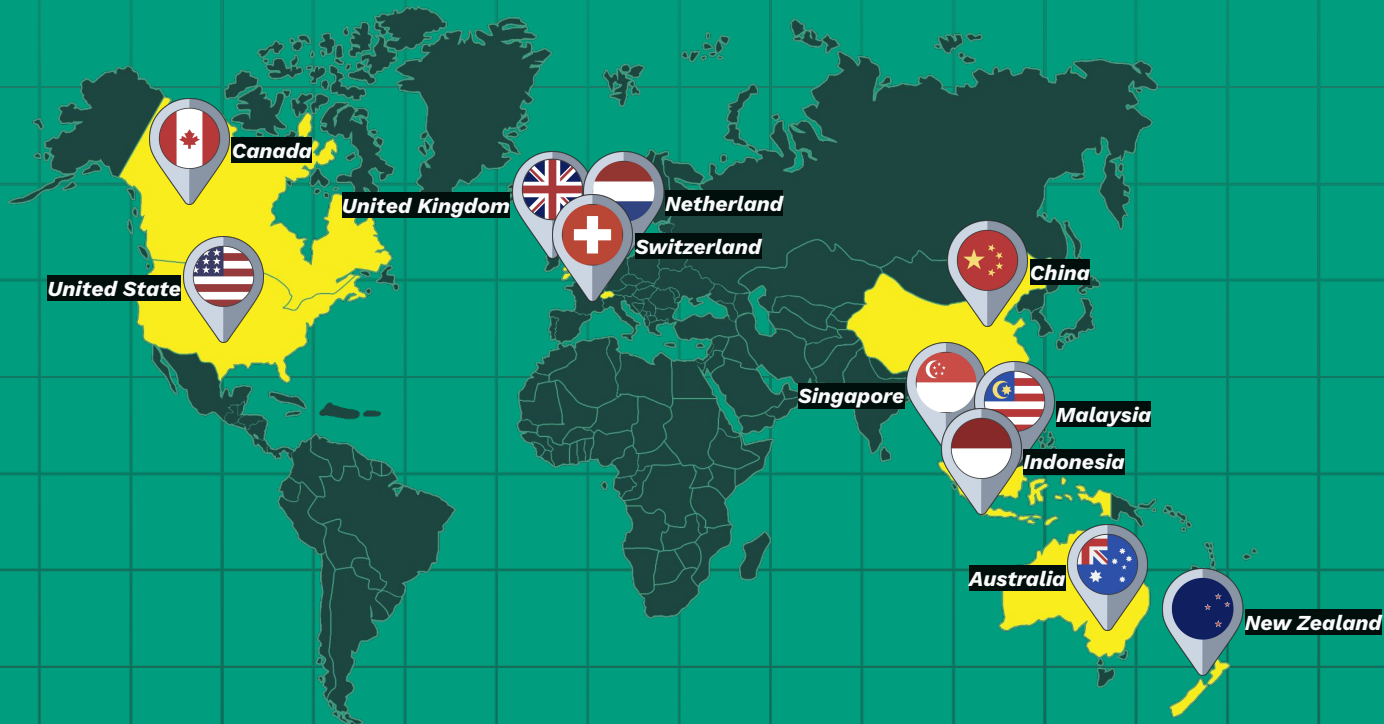 Canada
United Kingdom
Netherland
Switzerland
United State
China
Singapore
Malaysia
Indonesia
Australia
New Zealand